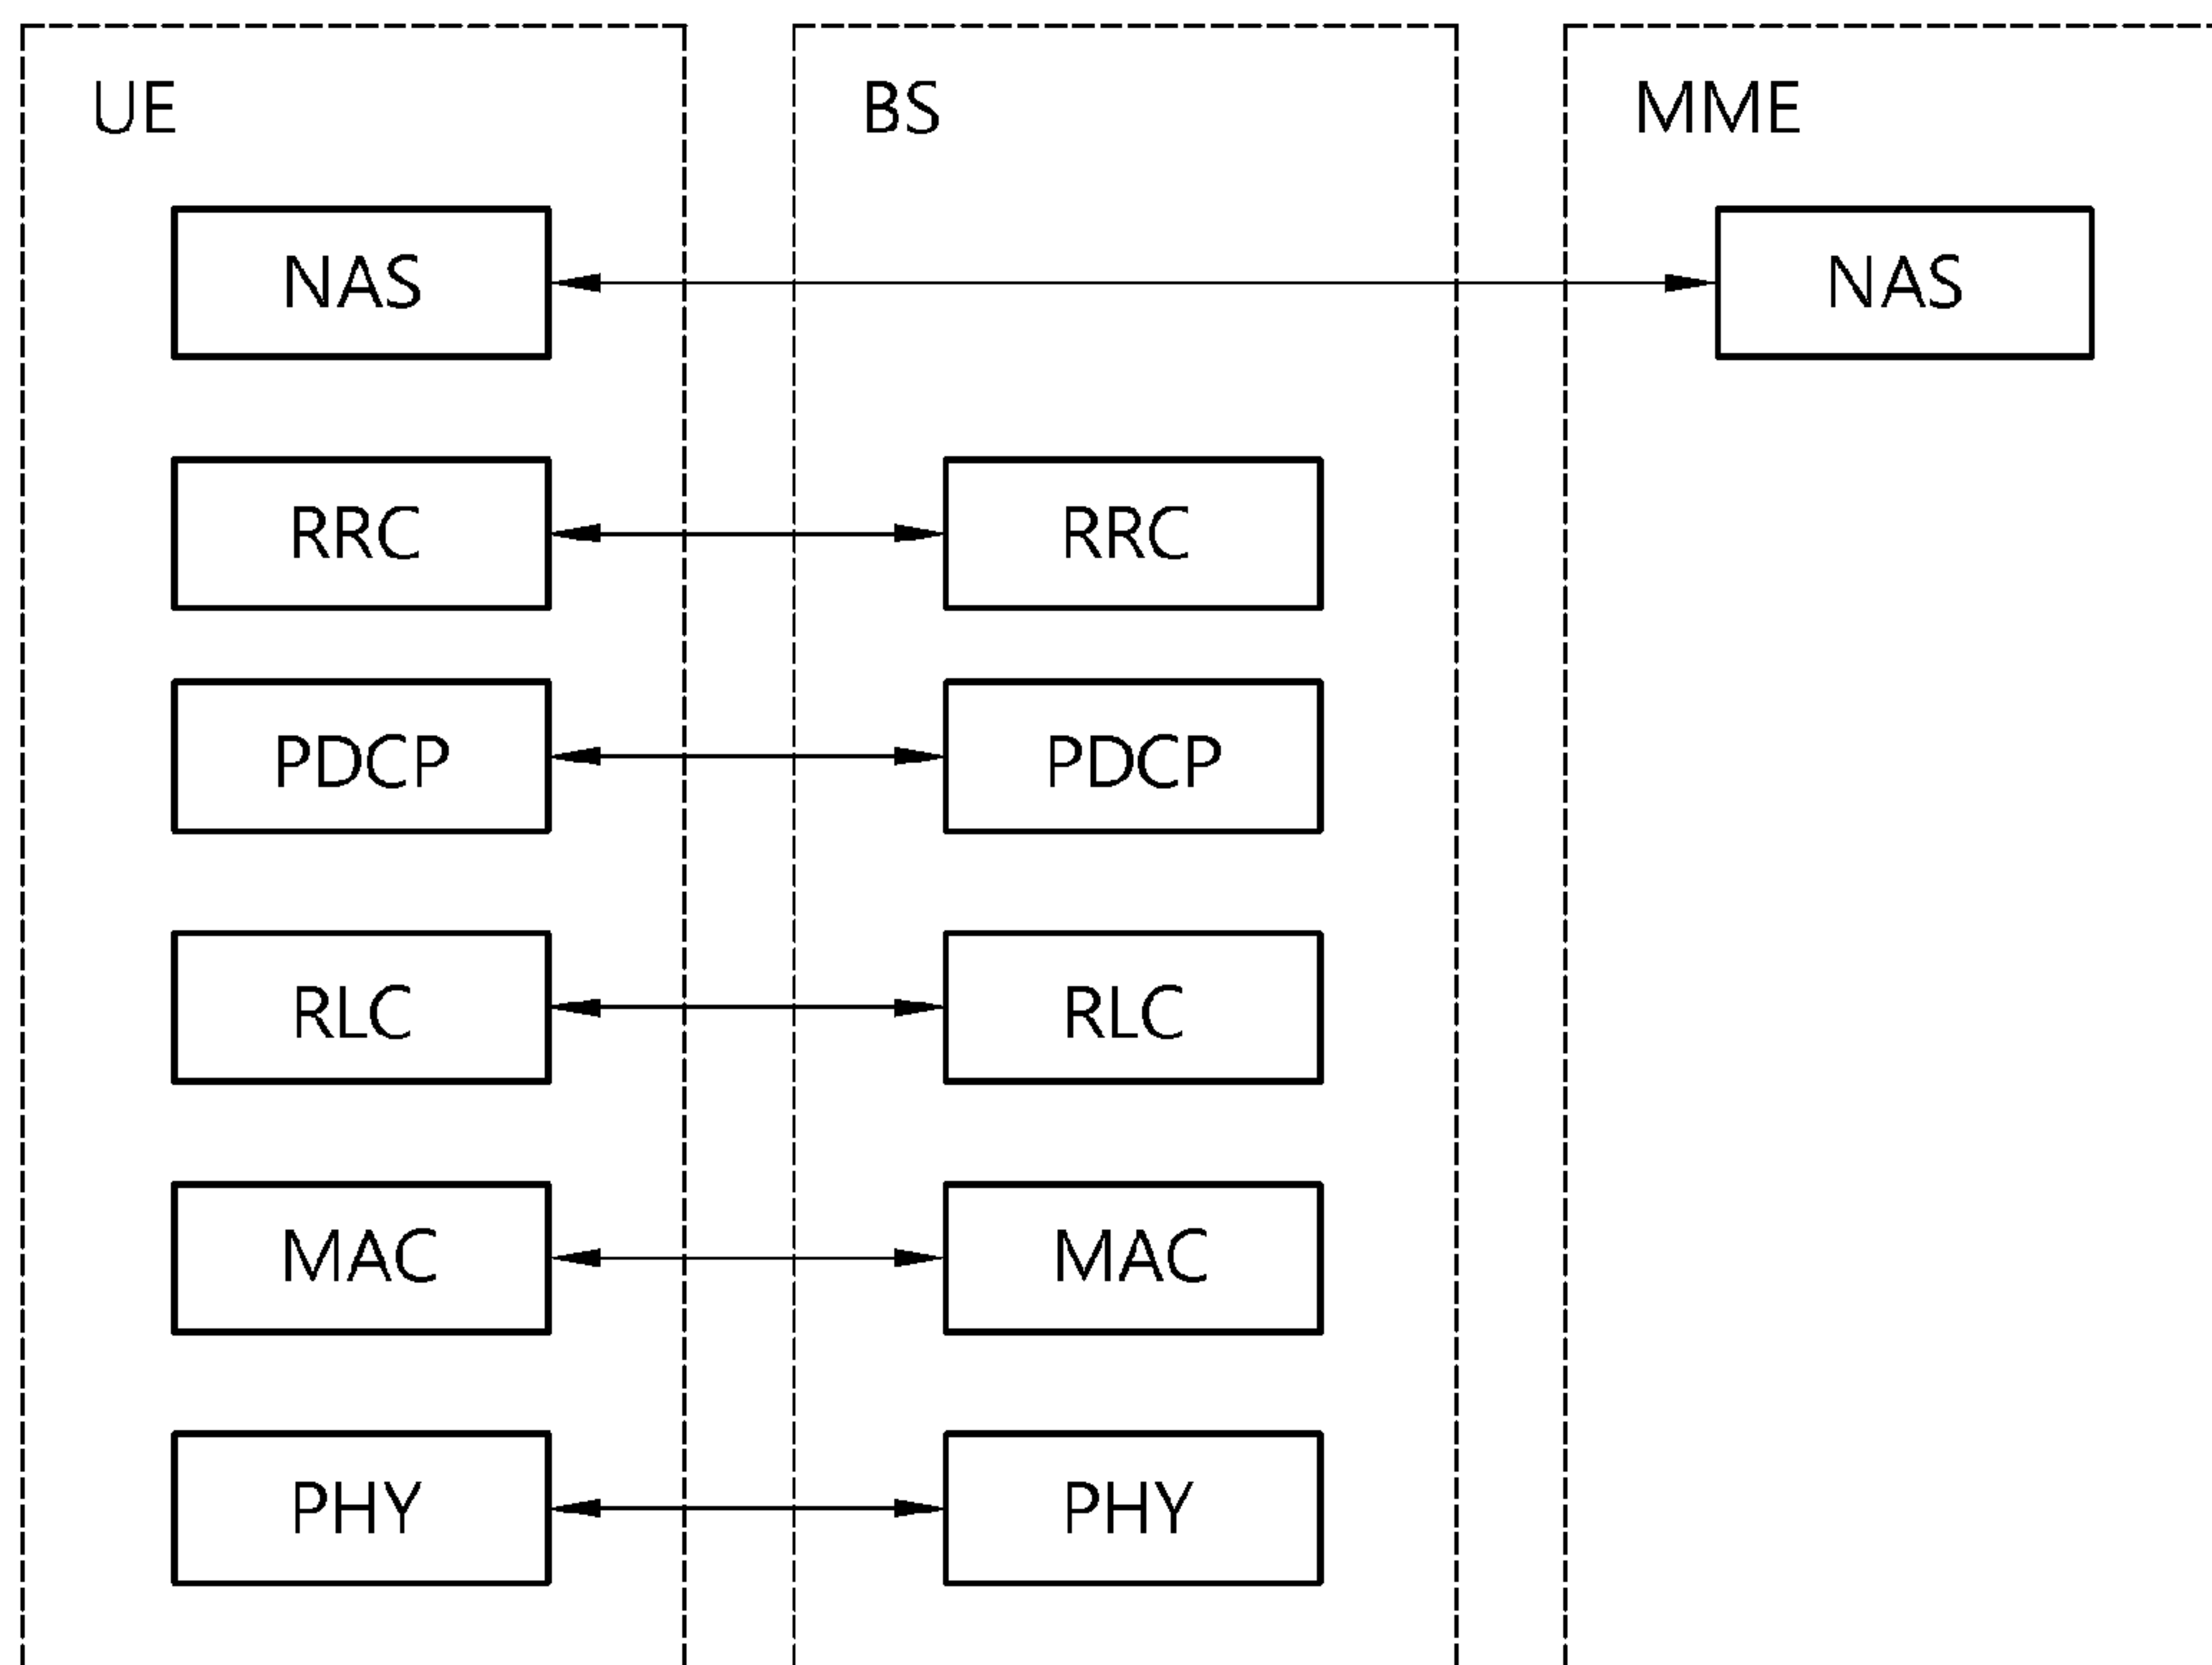 UE BS MME
NAS NAS
RRC RRC
PDCP PDCP
RLC RLC
MAC MAC
PHY PHY